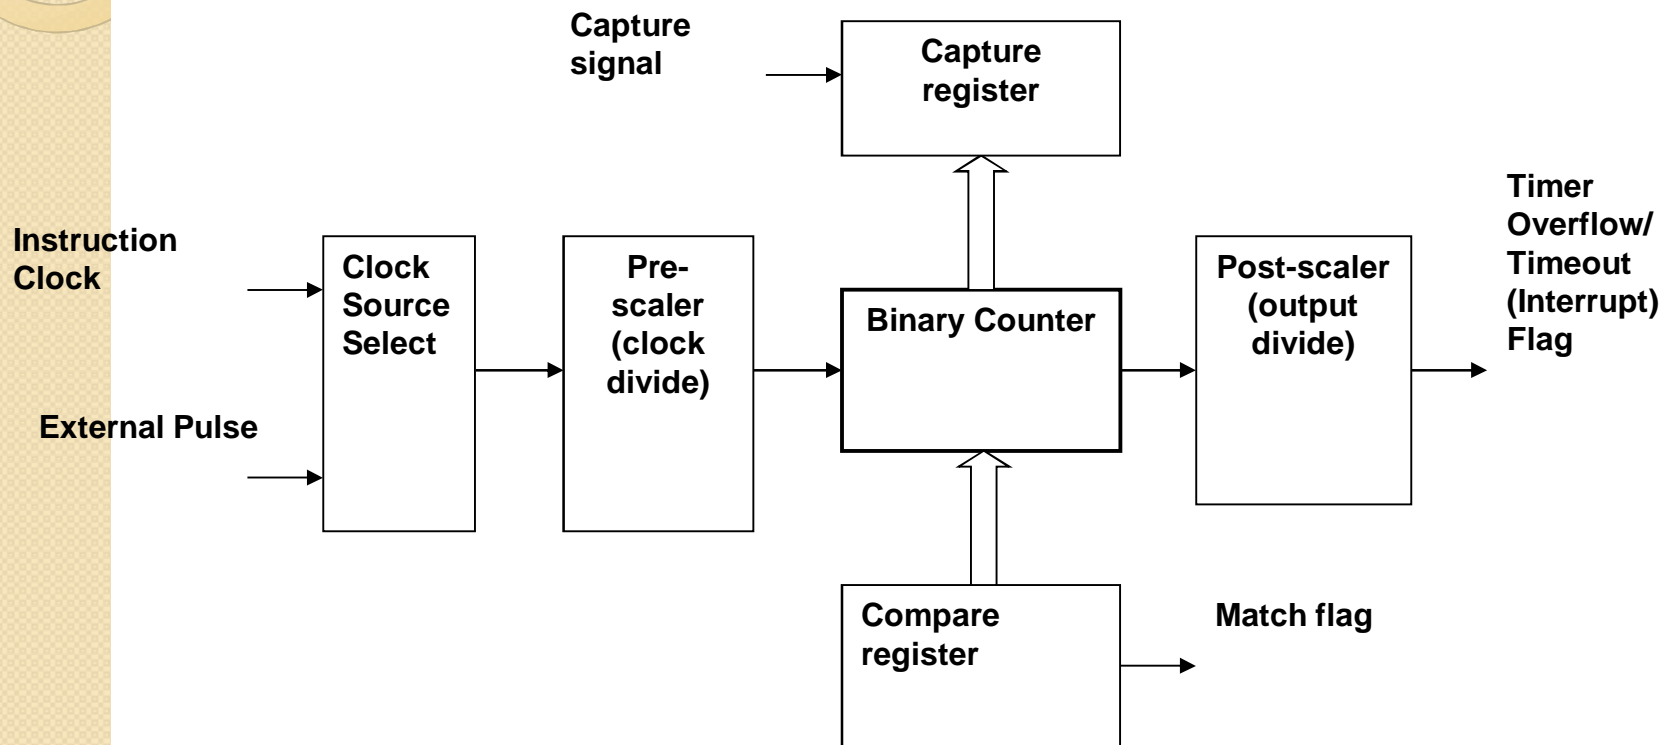 Capture
signal
Capture
register
Timer
Overflow/
Timeout
(Interrupt)
Flag
Instruction
Clock
Clock
Source
Select
Pre-
scaler
(clock
divide)
Binary Counter
Post-scaler
(output
divide)
External Pulse
Compare
register
Match flag